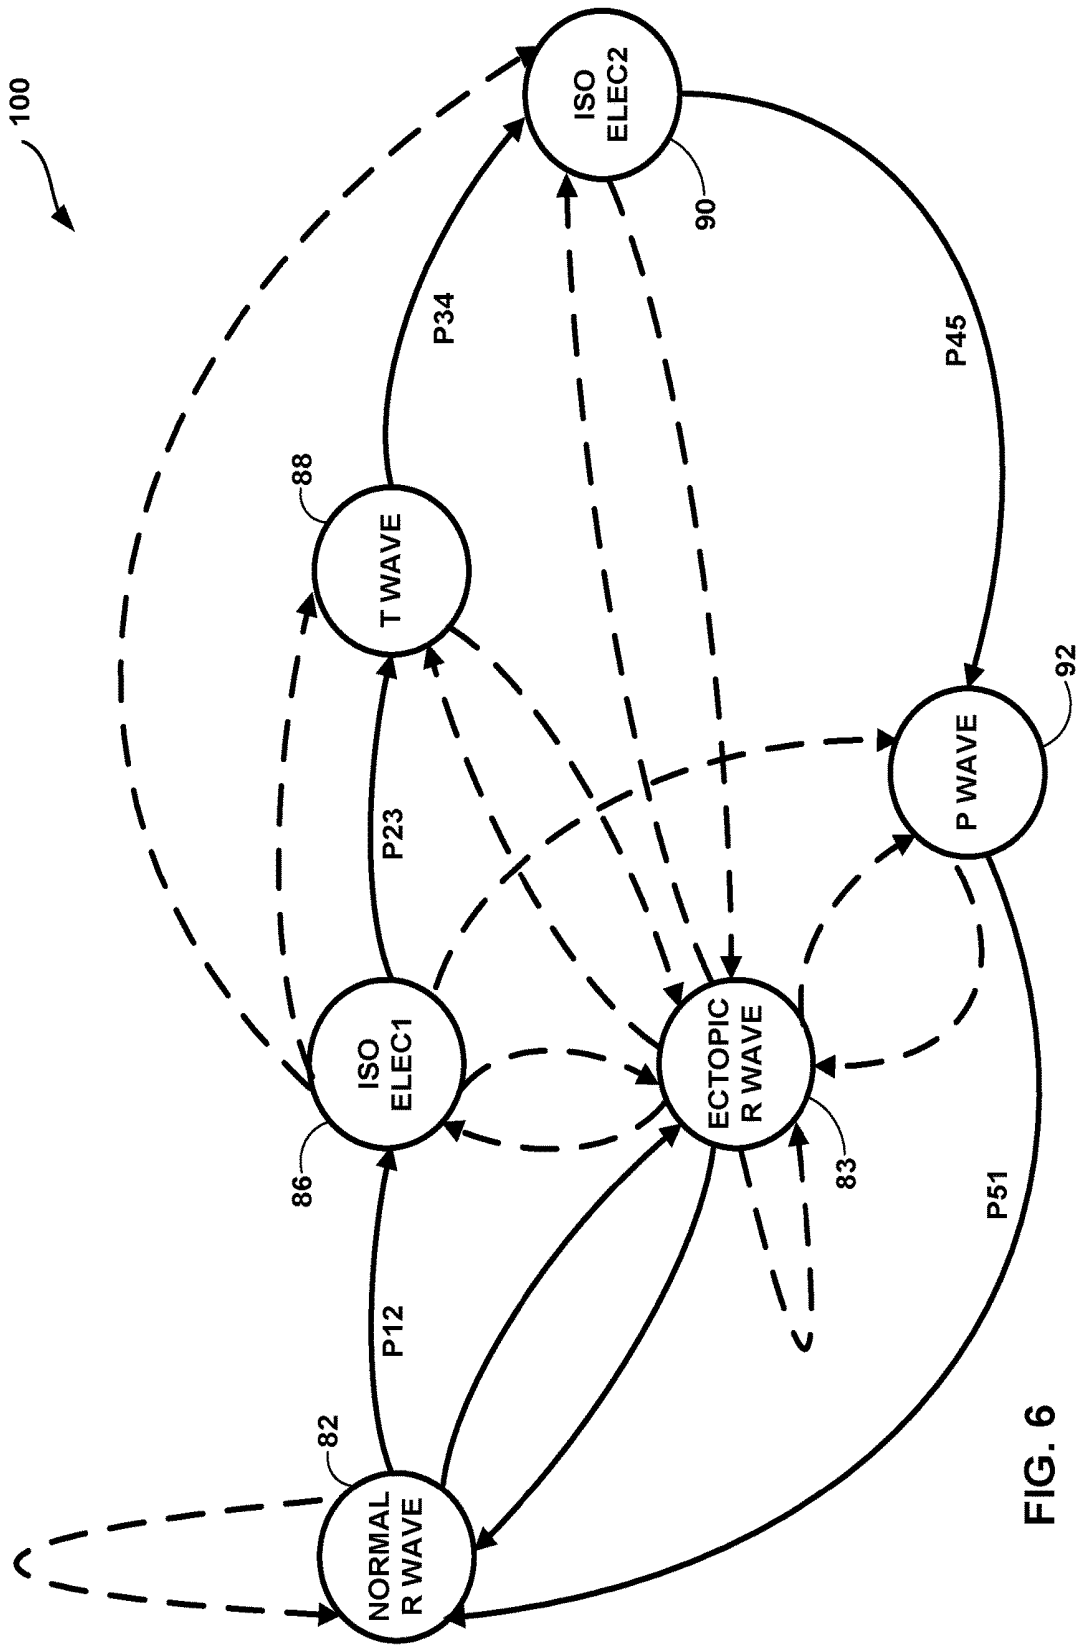 100
ISO
ELEC2
90
P34
P45
88
T WAVE
P23
P WAVE
92
ISO
ELEC1
86
ECTOPIC
R WAVE
83
P12
P51
82
NORMAL
R WAVE
FIG. 6